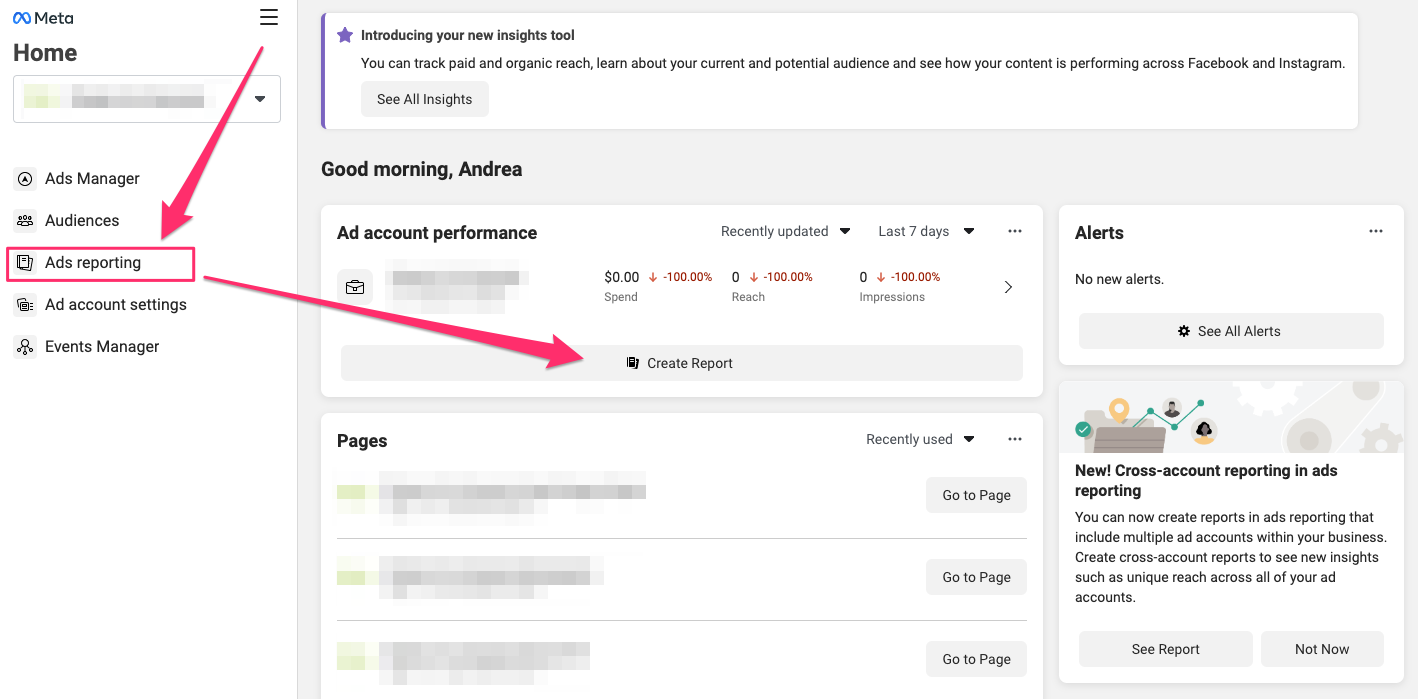 Meta
Home
Ads Manager
Audiences
Ads reporting
Ad account settings
Events Manager
Introducing your new insights tool
You can track paid and organic reach, learn about your current and potential audience and see how your content is performing across Facebook and Instagram.
See All Insights
Good morning, Andrea
Ad account performance
Recently updated
Last 7 days
$0.00 ↓ -100.00%
Spend
0 ↓ -100.00%
Reach
0 ↓ -100.00%
Impressions
Create Report
Pages
Recently used
Go to Page
Go to Page
Go to Page
Alerts
No new alerts.
See All Alerts
New! Cross-account reporting in ads
reporting
You can now create reports in ads reporting that
include multiple ad accounts within your business.
Create cross-account reports to see new insights
such as unique reach across all of your ad
accounts.
See Report
Not Now